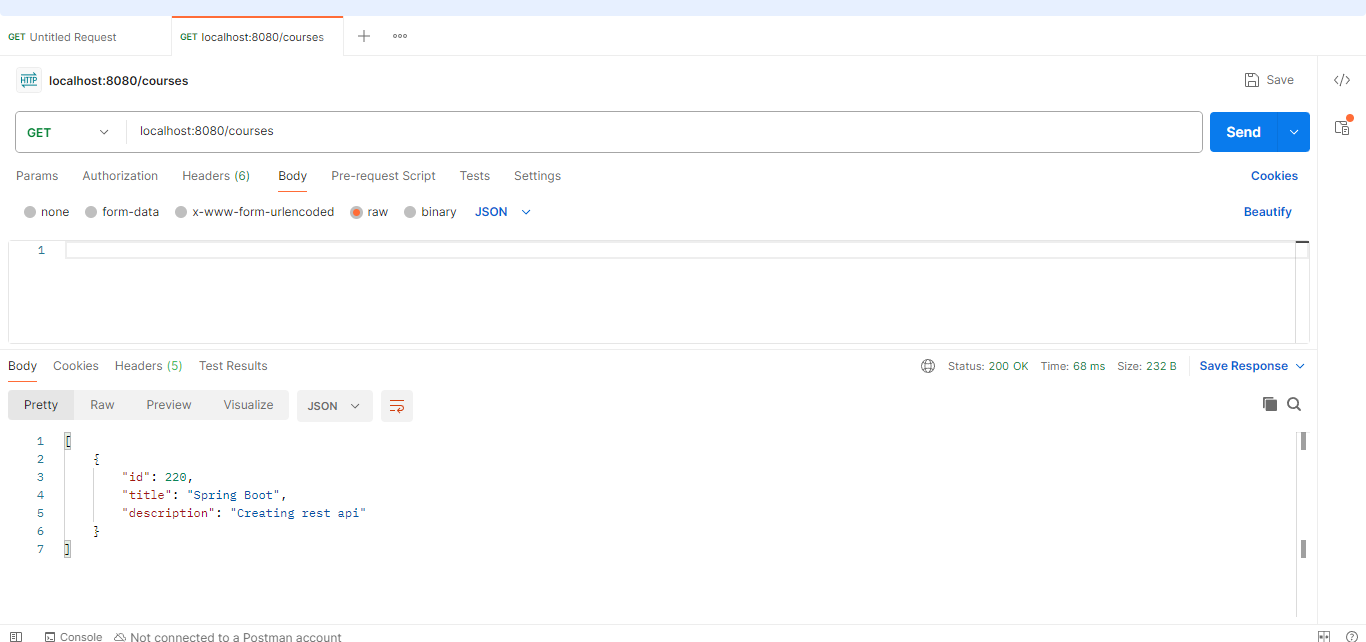 GET Untitled Request GET localhost:8080/courses
HTTP localhost:8080/courses Save
GET localhost:8080/courses Send
Params Authorization Headers (6) Body Pre-request Script Tests Settings Cookies
none form-data x-www-form-urlencoded raw binary JSON Beautify
1
Body Cookies Headers (5) Test Results Status: 200 OK Time: 68 ms Size: 232 B Save Response
Pretty Raw Preview Visualize JSON
1 [
2 {
3 "id": 220,
4 "title": "Spring Boot",
5 "description": "Creating rest api"
6 }
7 ]
Console Not connected to a Postman account